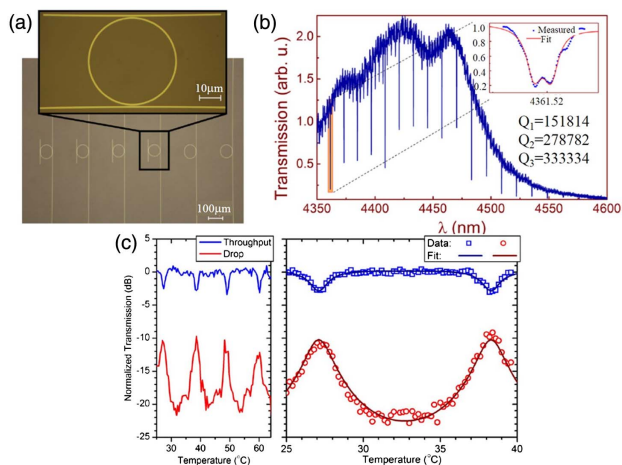 (a)
10μm
100μm
(b)
Transmission (arb. u.)
2.0
1.5
1.0
0.5
0.0
4350 4400 4450 4500 4550 4600
λ (nm)
1.0
0.8
0.6
0.4
0.2
Measured
Fit
4361.52
Q1=151814
Q2=278782
Q3=333334
(c)
Throughput
Drop
Normalized Transmission (dB)
5
0
-5
-10
-15
-20
-25
30 40 50 60
Temperature (°C)
Data:
Fit:
25 30 35 40
Temperature (°C)